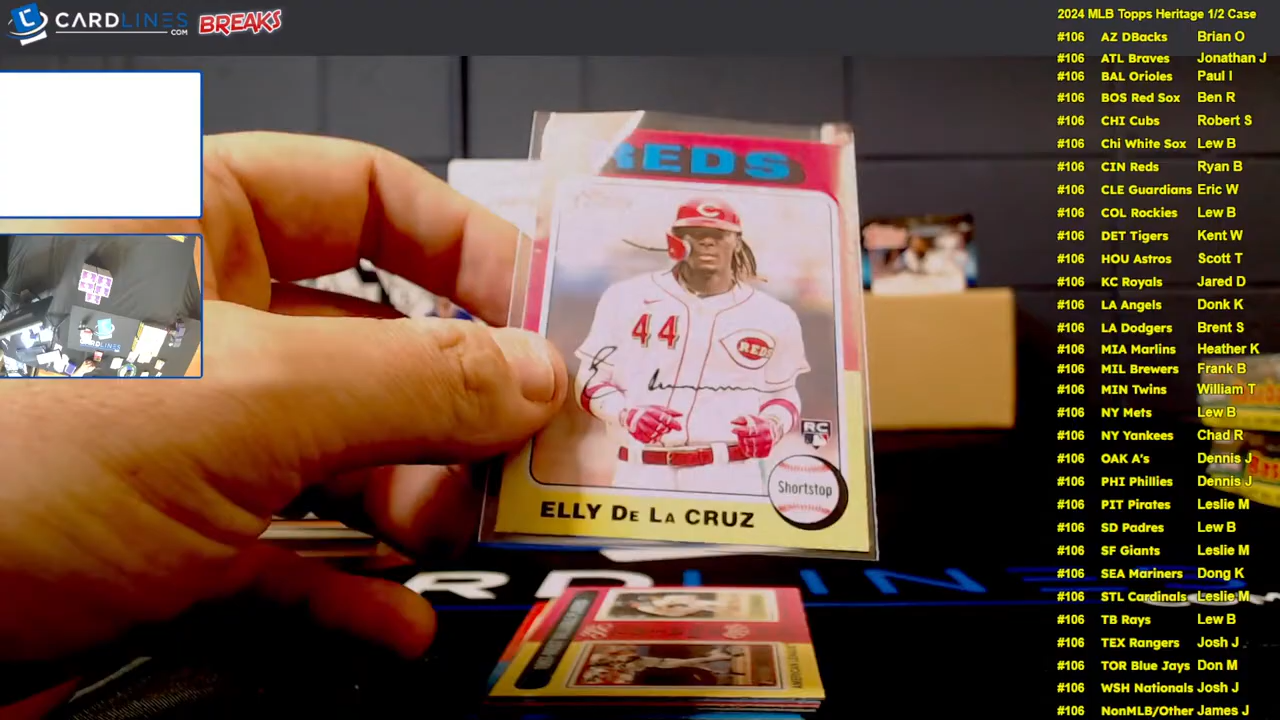 CARDLINES
.COM
BREAKS
REDS
44
REDS
RC
Shortstop
ELLY DE LA CRUZ
2024 MLB Topps Heritage 1/2 Case
#106 AZ DBacks Brian O
#106 ATL Braves Jonathan J
#106 BAL Orioles Paul I
#106 BOS Red Sox Ben R
#106 CHI Cubs Robert S
#106 Chi White Sox Lew B
#106 CIN Reds Ryan B
#106 CLE Guardians Eric W
#106 COL Rockies Lew B
#106 DET Tigers Kent W
#106 HOU Astros Scott T
#106 KC Royals Jared D
#106 LA Angels Donk K
#106 LA Dodgers Brent S
#106 MIA Marlins Heather K
#106 MIL Brewers Frank B
#106 MIN Twins William T
#106 NY Mets Lew B
#106 NY Yankees Chad R
#106 OAK A's Dennis J
#106 PHI Phillies Dennis J
#106 PIT Pirates Leslie M
#106 SD Padres Lew B
#106 SF Giants Leslie M
#106 SEA Mariners Dong K
#106 STL Cardinals Leslie M
#106 TB Rays Lew B
#106 TEX Rangers Josh J
#106 TOR Blue Jays Don M
#106 WSH Nationals Josh J
#106 NonMLB/Other James J